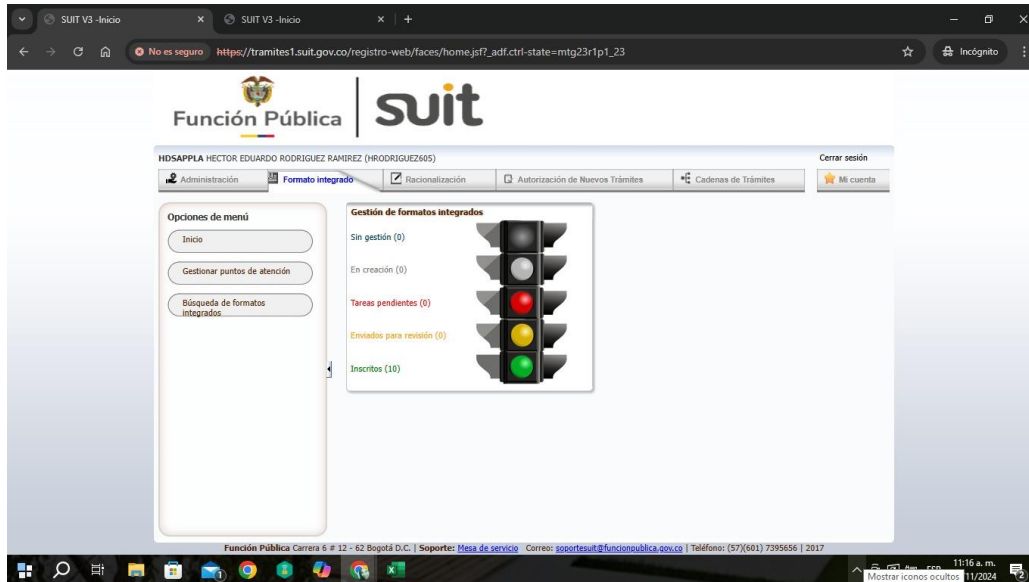 SUIT V3 -Inicio
SUIT V3 -Inicio
No es seguro https://tramites1.suit.gov.co/registro-web/faces/home.jsf?_adf.ctrl-state=mtg23r1p1_23
Incógnito
Función Pública
suit
HDSAPPLA HECTOR EDUARDO RODRIGUEZ RAMIREZ (HRODRIGUEZ605)
Cerrar sesión
Administración
Formato integrado
Racionalización
Autorización de Nuevos Trámites
Cadenas de Trámites
Mi cuenta
Opciones de menú
Inicio
Gestionar puntos de atención
Búsqueda de formatos
integrados
Gestión de formatos integrados
Sin gestión (0)
En creación (0)
Tareas pendientes (0)
Enviados para revisión (0)
Inscritos (10)
Función Pública Carrera 6 # 12 - 62 Bogotá D.C. | Soporte: Mesa de servicio Correo: soportesuit@funcionpublica.gov.co | Teléfono: (57)(601) 7395656 | 2017
11:16 a. m.
Mostrar iconos ocultos
11/2024